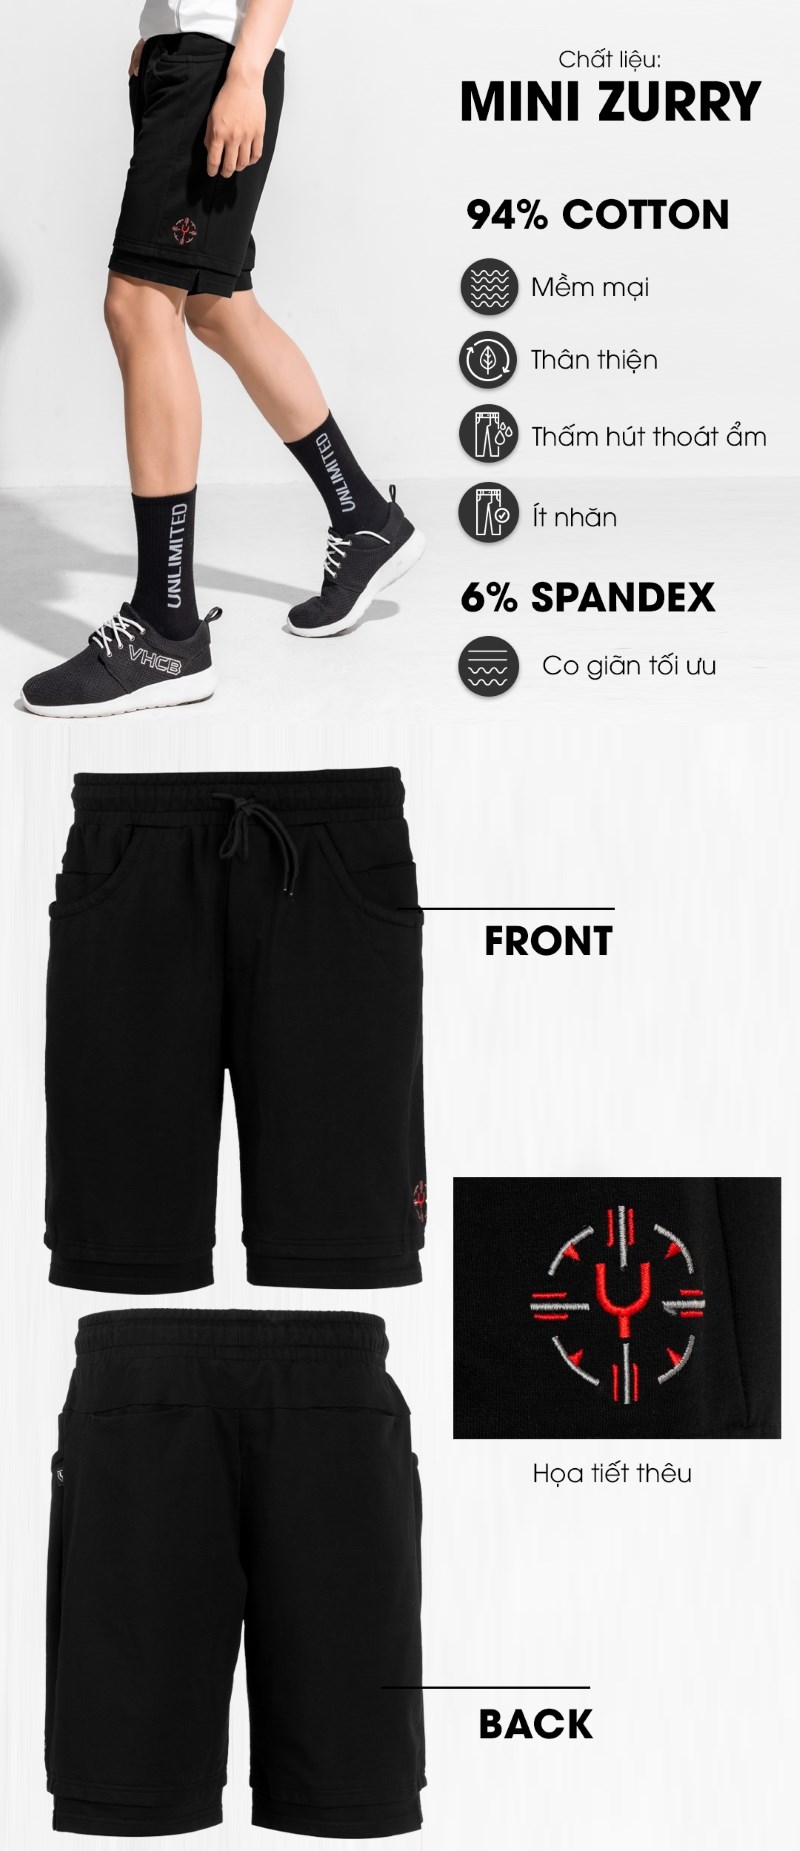 Chất liệu:
MINI ZURRY
94% COTTON
Mềm mại
Thân thiện
Thấm hút thoát ẩm
Ít nhăn
6% SPANDEX
Co giãn tối ưu
UNLIMITED
UNLIMITED
VHCB
FRONT
Họa tiết thêu
BACK